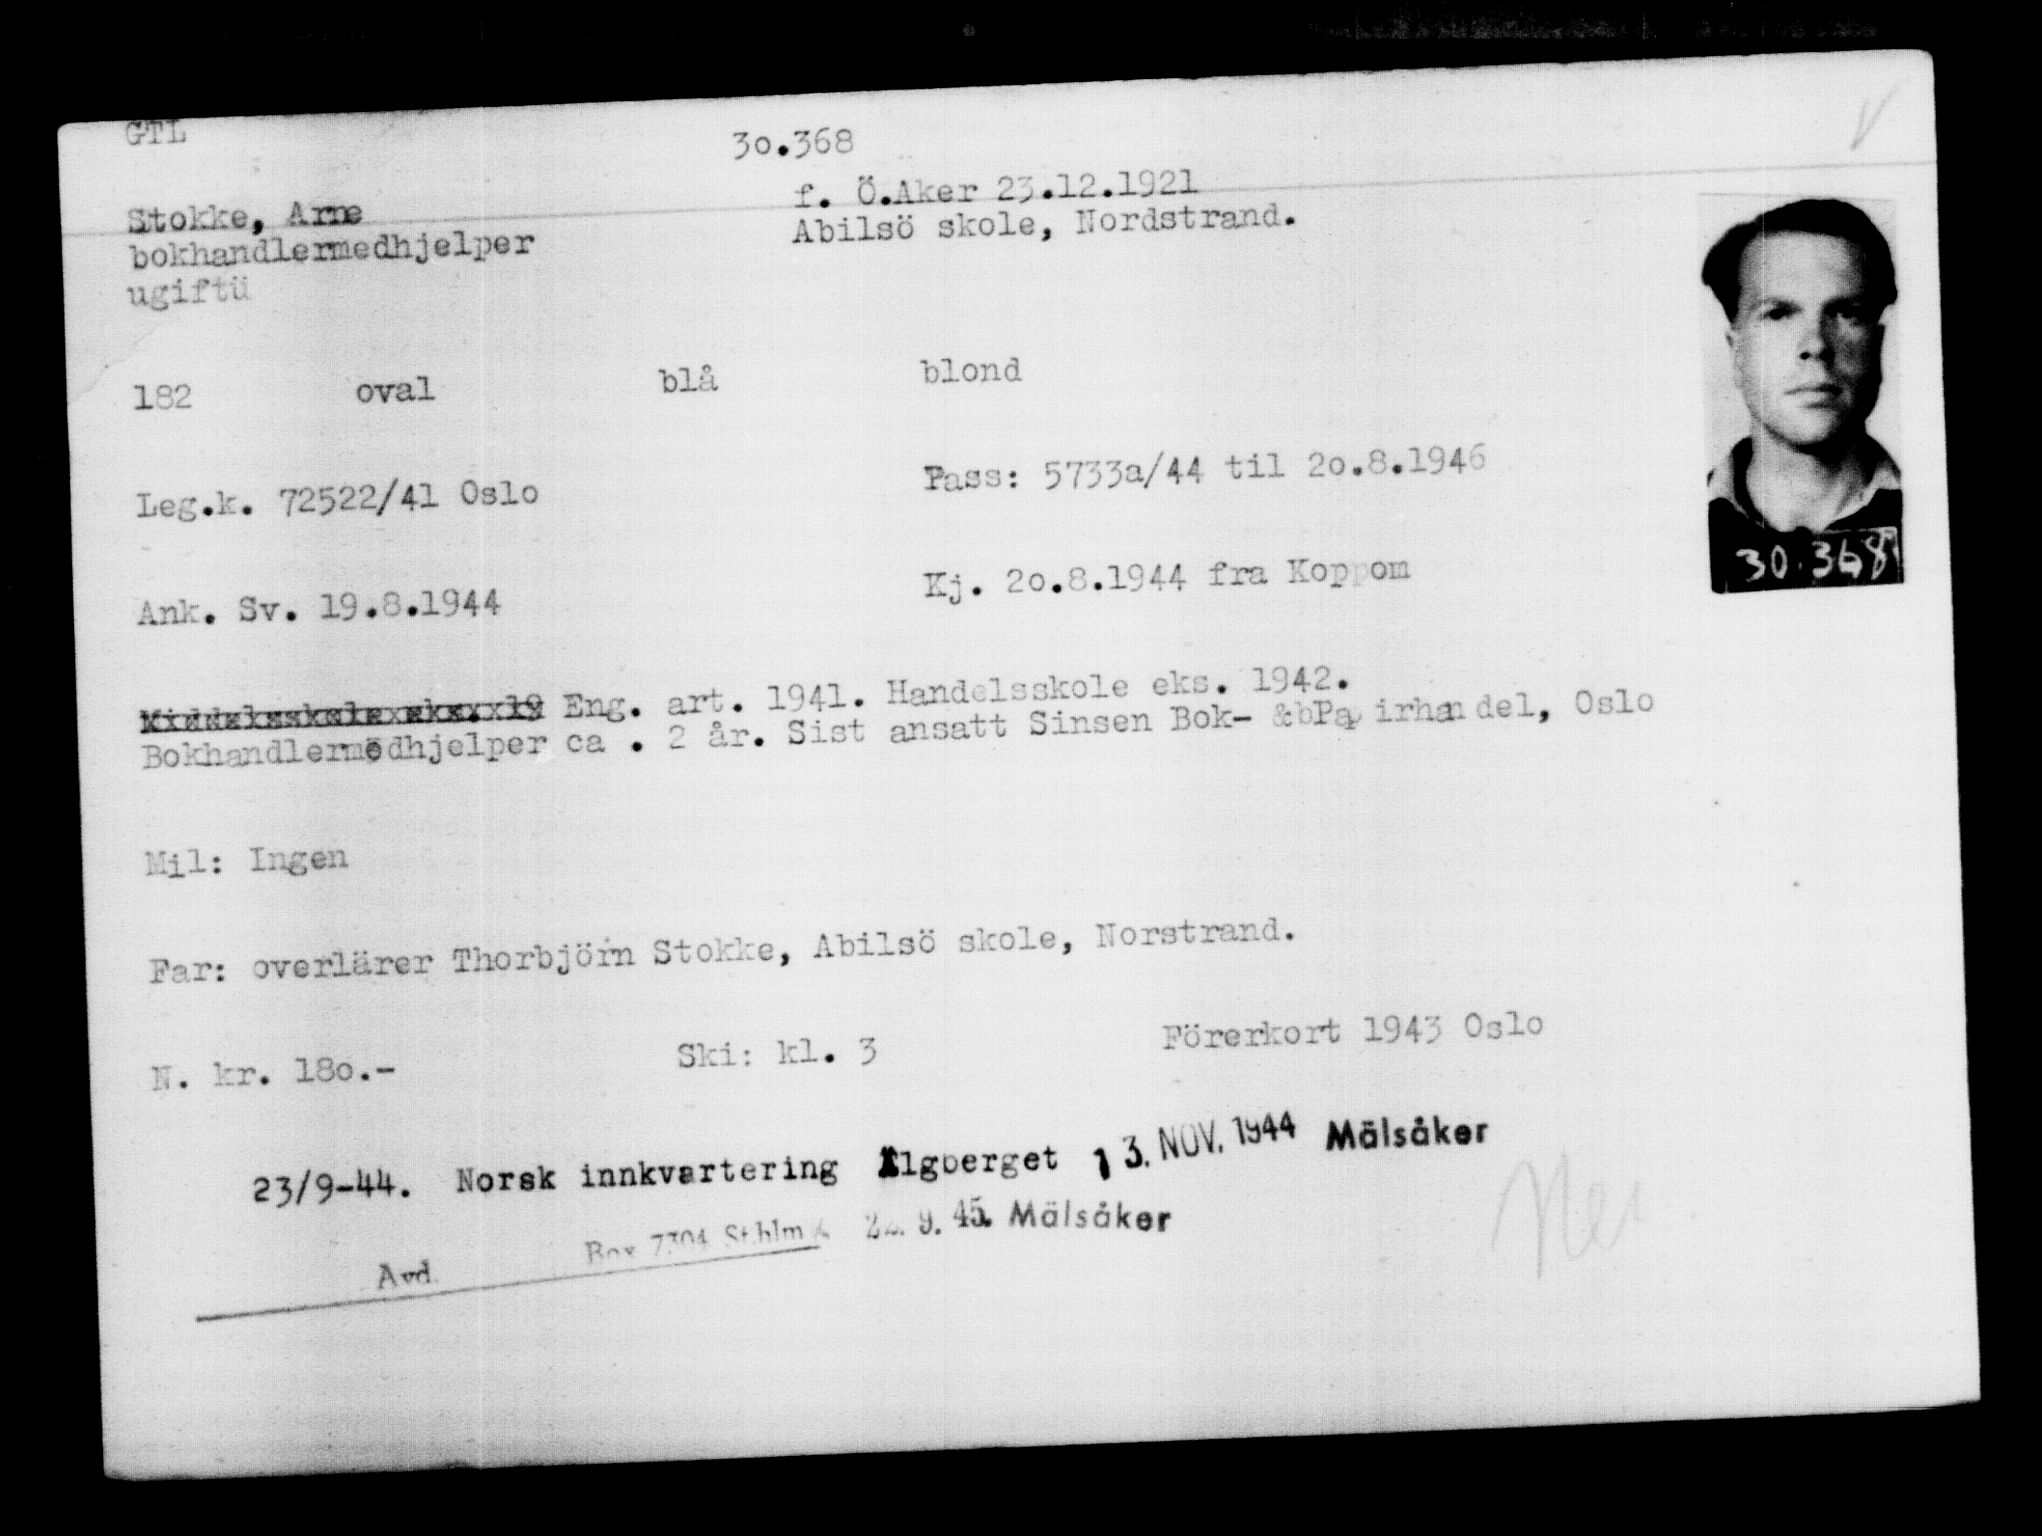 GTL
30.368
Stokke, Arne
f. Ö.Aker 23.12.1921
bokhandlermedhjelper
Abilsö skole, Nordstrand.
ugiftü
182 oval blå blond
Leg.k. 72522/41 Oslo
Pass: 5733a/44 til 20.8.1946
Ank. Sv. 19.8.1944
Kj. 20.8.1944 fra Koppom
30.368
Eng. art. 1941. Handelsskole eks. 1942.
Bokhandlermedhjelper ca . 2 år. Sist ansatt Sinsen Bok- &bPapirhandel, Oslo
Mil: Ingen
Far: overlärer Thorbjörn Stokke, Abilsö skole, Norstrand.
N. kr. 180.- Ski: kl. 3 Förerkort 1943 Oslo
23/9-44. Norsk innkvartering Älgberget 13. NOV. 1944 Mälsåker
Avd. Box 7304 Sthlm 9. 45. Mälsåker